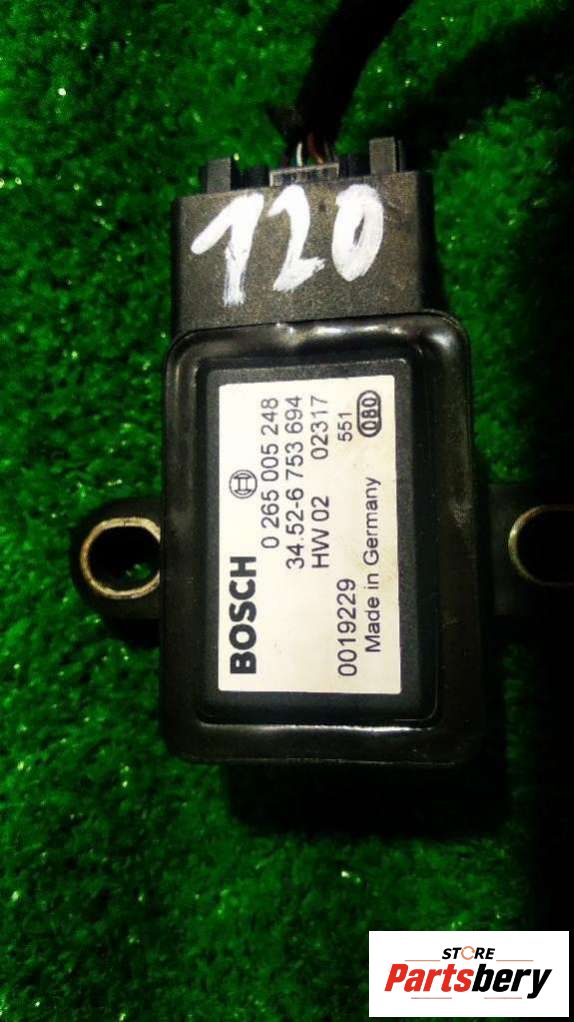 120
BOSCH
0 265 005 248
34.52-6 753 694
HW 02 02317
551
0019229
Made in Germany
STORE
Partsbery